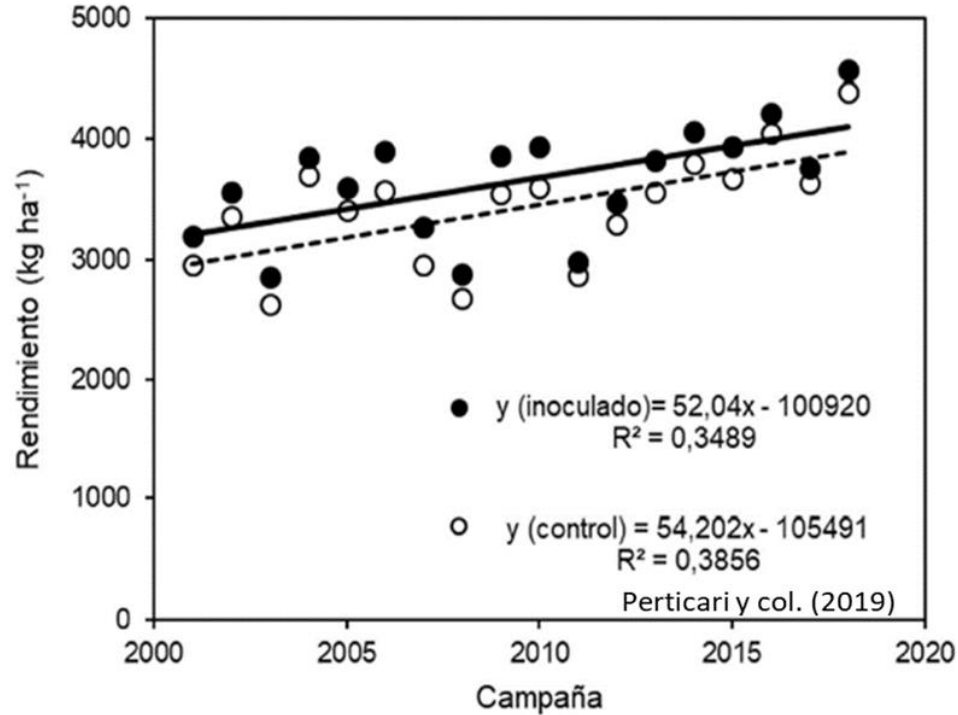 5000
4000
3000
2000
1000
0
Rendimiento (kg ha⁻¹)
y (inoculado)= 52,04x - 100920
R² = 0,3489
y (control) = 54,202x - 105491
R² = 0,3856
Perticari y col. (2019)
2000 2005 2010 2015 2020
Campaña